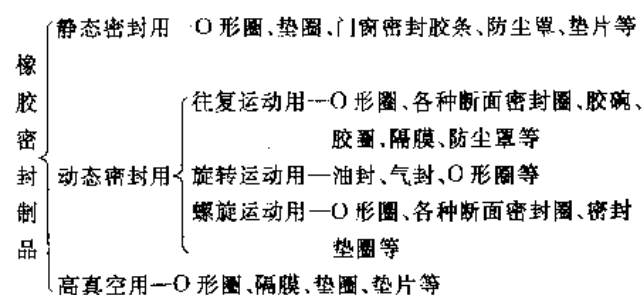 橡胶密封制品
静态密封用—O形圈、垫圈、门窗密封胶条、防尘罩、垫片等
动态密封用
往复运动用—O形圈、各种断面密封圈、胶碗、
胶圈,隔膜、防尘罩等
旋转运动用—油封、气封、O形圈等
螺旋运动用—O形圈、各种断面密封圈、密封
垫圈等
高真空用—O形圈、隔膜、垫圈、垫片等